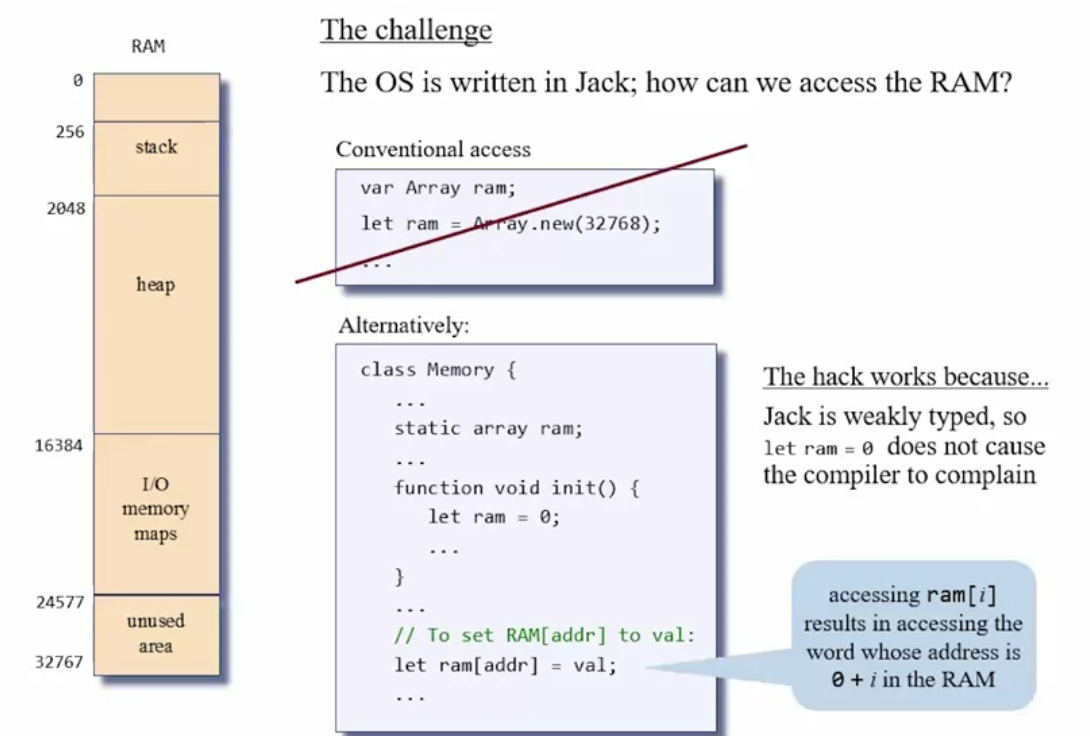 RAM
0
256
stack
2048
heap
16384
I/O
memory
maps
24577
unused
area
32767
The challenge
The OS is written in Jack; how can we access the RAM?
Conventional access
var Array ram;
let ram = Array.new(32768);
...
Alternatively:
class Memory {
...
static array ram;
...
function void init() {
let ram = 0;
...
}
...
// To set RAM[addr] to val:
let ram[addr] = val;
...
The hack works because...
Jack is weakly typed, so
let ram = 0 does not cause
the compiler to complain
accessing ram[i]
results in accessing the
word whose address is
0 + i in the RAM